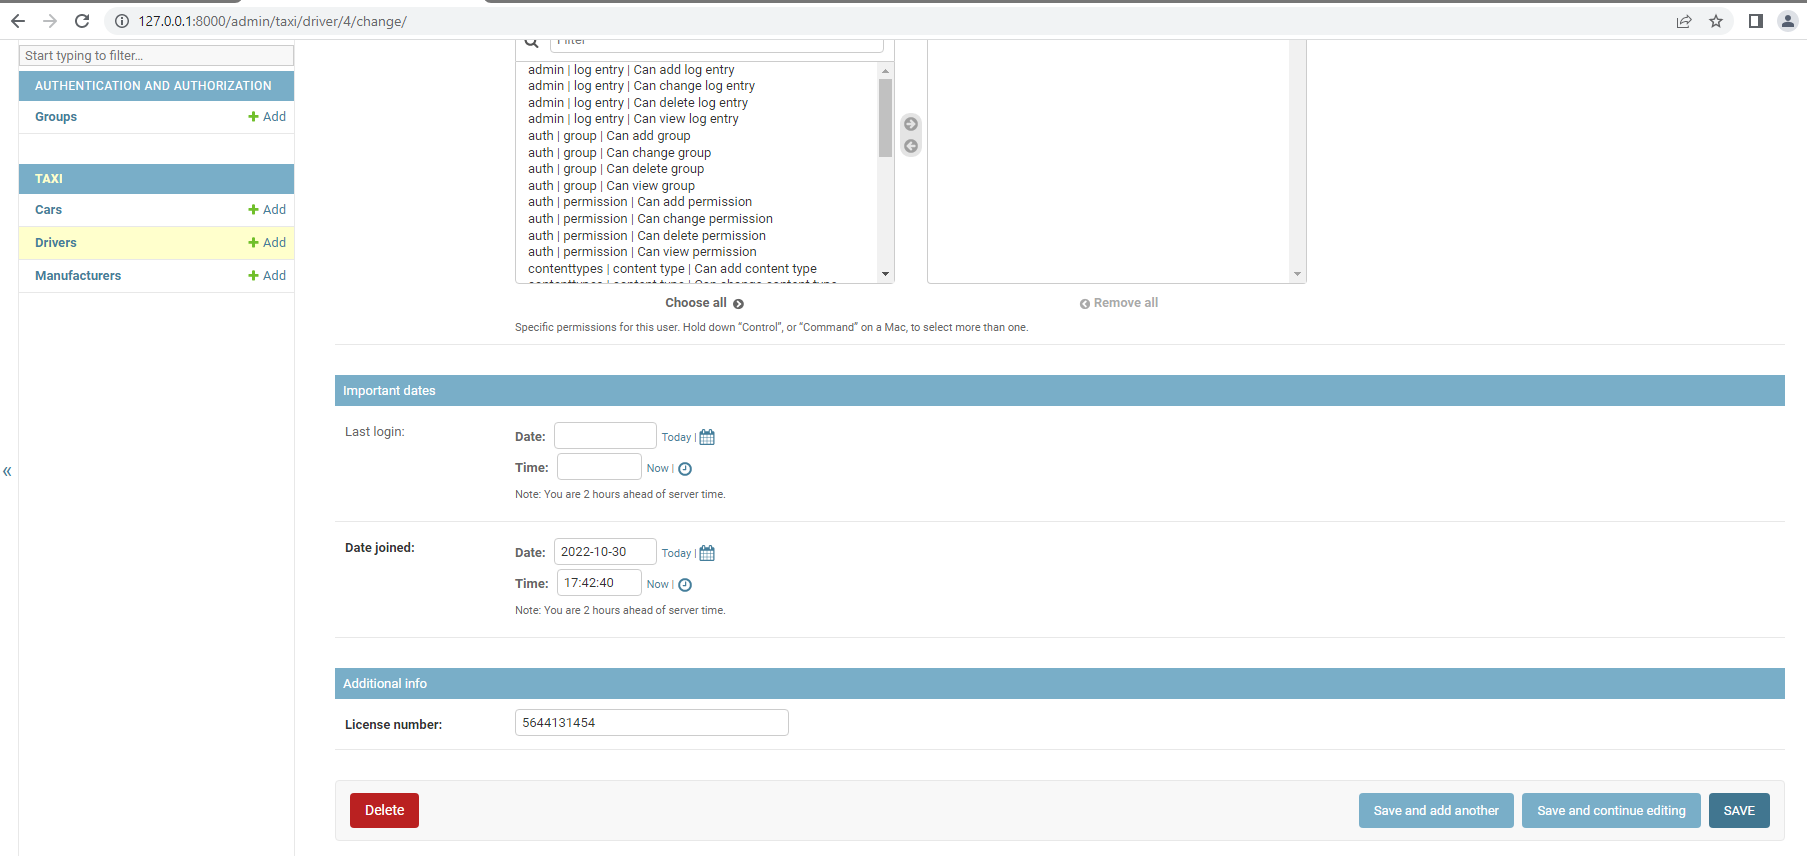 127.0.0.1:8000/admin/taxi/driver/4/change/
Start typing to filter...
AUTHENTICATION AND AUTHORIZATION
Groups Add
TAXI
Cars Add
Drivers Add
Manufacturers Add
«
Filter
admin | log entry | Can add log entry
admin | log entry | Can change log entry
admin | log entry | Can delete log entry
admin | log entry | Can view log entry
auth | group | Can add group
auth | group | Can change group
auth | group | Can delete group
auth | group | Can view group
auth | permission | Can add permission
auth | permission | Can change permission
auth | permission | Can delete permission
auth | permission | Can view permission
contenttypes | content type | Can add content type
contenttypes | content type | Can change content type
Choose all
Remove all
Specific permissions for this user. Hold down “Control”, or “Command” on a Mac, to select more than one.
Important dates
Last login:
Date: Today |
Time: Now |
Note: You are 2 hours ahead of server time.
Date joined:
Date: 2022-10-30 Today |
Time: 17:42:40 Now |
Note: You are 2 hours ahead of server time.
Additional info
License number: 5644131454
Delete
Save and add another
Save and continue editing
SAVE